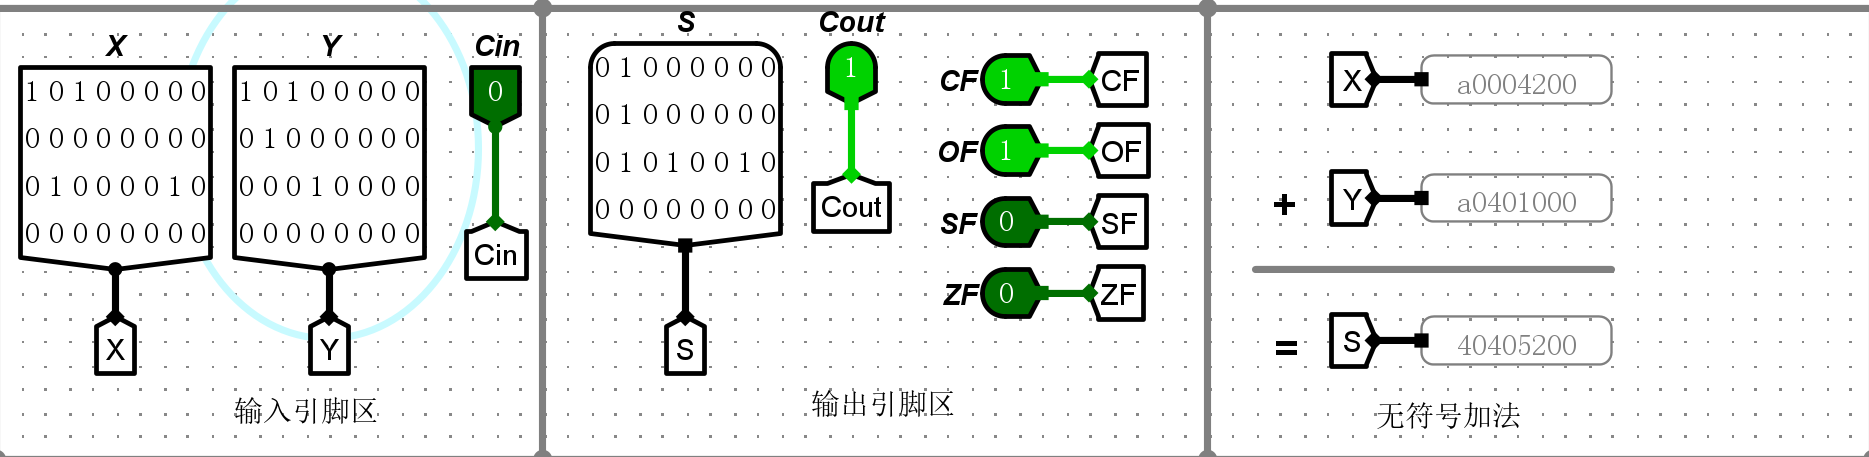 X
Y
Cin
1 0 1 0 0 0 0 0
0 0 0 0 0 0 0 0
0 1 0 0 0 0 1 0
0 0 0 0 0 0 0 0
1 0 1 0 0 0 0 0
0 1 0 0 0 0 0 0
0 0 0 1 0 0 0 0
0 0 0 0 0 0 0 0
0
Cin
X
Y
输入引脚区
S
Cout
0 1 0 0 0 0 0 0
0 1 0 0 0 0 0 0
0 1 0 1 0 0 1 0
0 0 0 0 0 0 0 0
1
Cout
S
CF 1 CF
OF 1 OF
SF 0 SF
ZF 0 ZF
输出引脚区
X a0004200
+ Y a0401000
= S 40405200
无符号加法